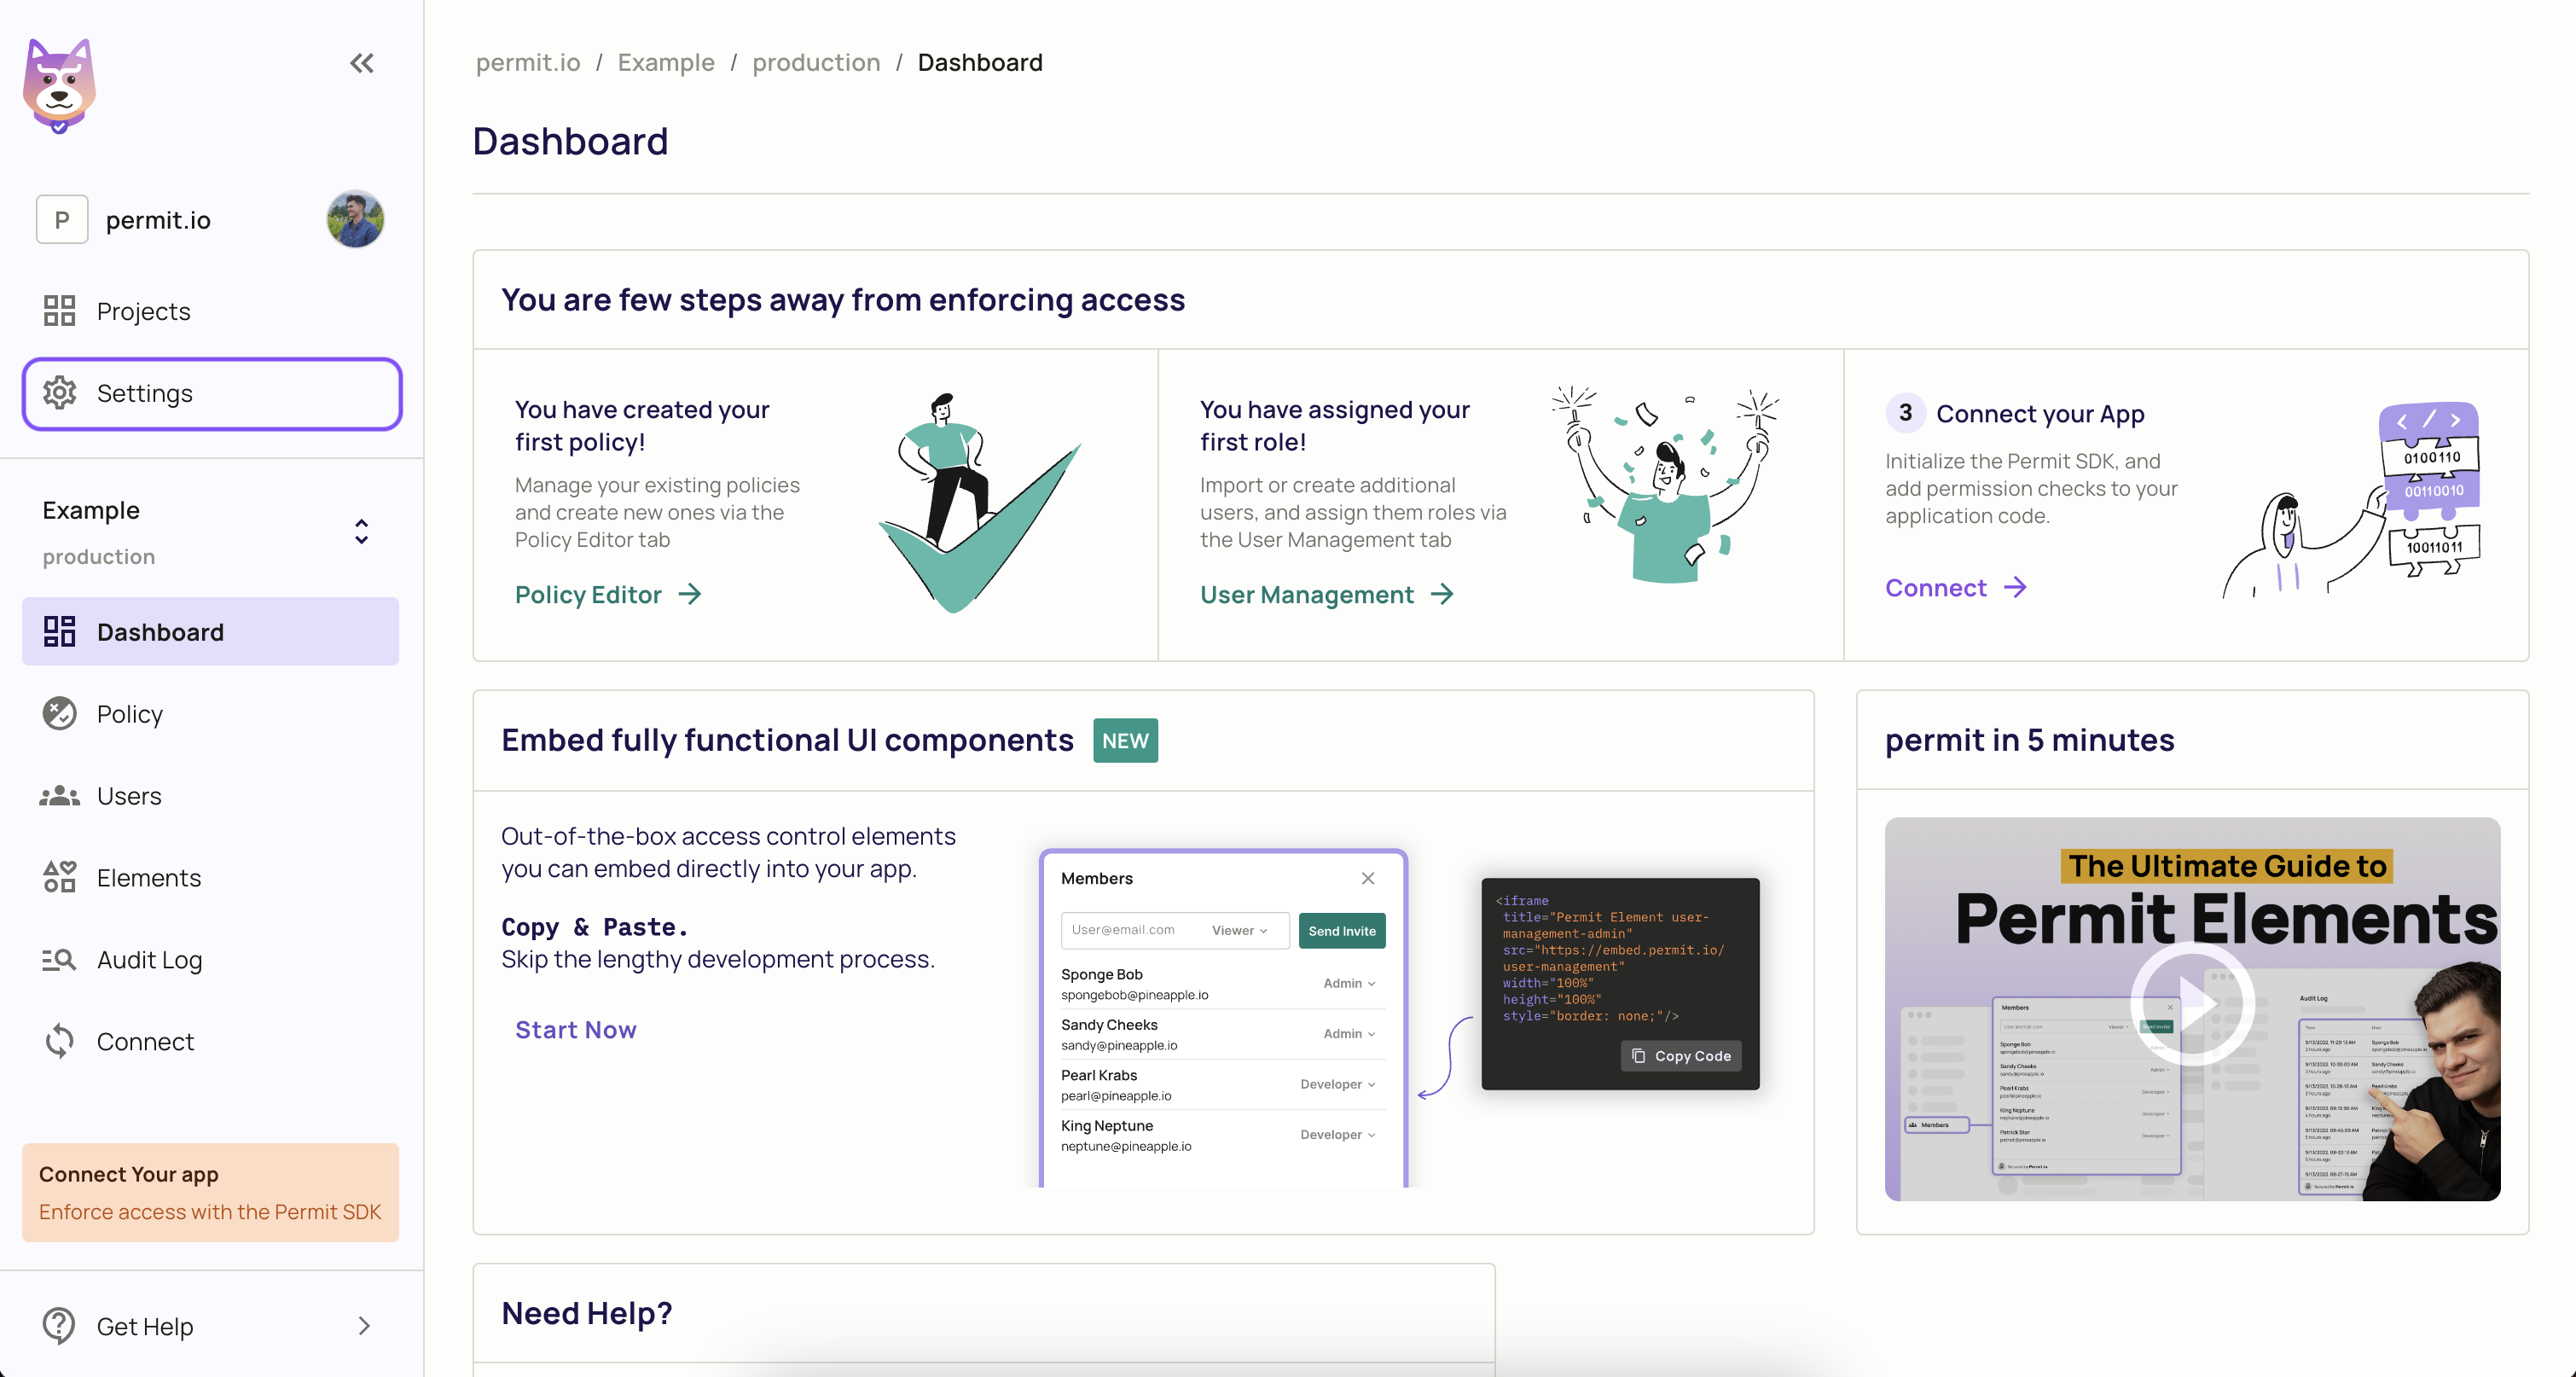 permit.io / Example / production / Dashboard
P permit.io
Projects
Settings
Example
production
Dashboard
Policy
Users
Elements
Audit Log
Connect
Connect Your app
Enforce access with the Permit SDK
Get Help
Dashboard
You are few steps away from enforcing access
You have created your
first policy!
Manage your existing policies
and create new ones via the
Policy Editor tab
Policy Editor
You have assigned your
first role!
Import or create additional
users, and assign them roles via
the User Management tab
User Management
3 Connect your App
Initialize the Permit SDK, and
add permission checks to your
application code.
Connect
< / >
0100110
00110010
10011011
Embed fully functional UI components NEW
Out-of-the-box access control elements
you can embed directly into your app.
Copy & Paste.
Skip the lengthy development process.
Start Now
Members
User@email.com Viewer Send Invite
Sponge Bob
spongebob@pineapple.io Admin
Sandy Cheeks
sandy@pineapple.io Admin
Pearl Krabs
pearl@pineapple.io Developer
King Neptune
neptune@pineapple.io Developer
<iframe
title="Permit Element user-
management-admin"
src="https://embed.permit.io/
user-management"
width="100%"
height="100%"
style="border: none;"/>
Copy Code
permit in 5 minutes
The Ultimate Guide to
Permit Elements
Members
Audit Log
Members
Need Help?